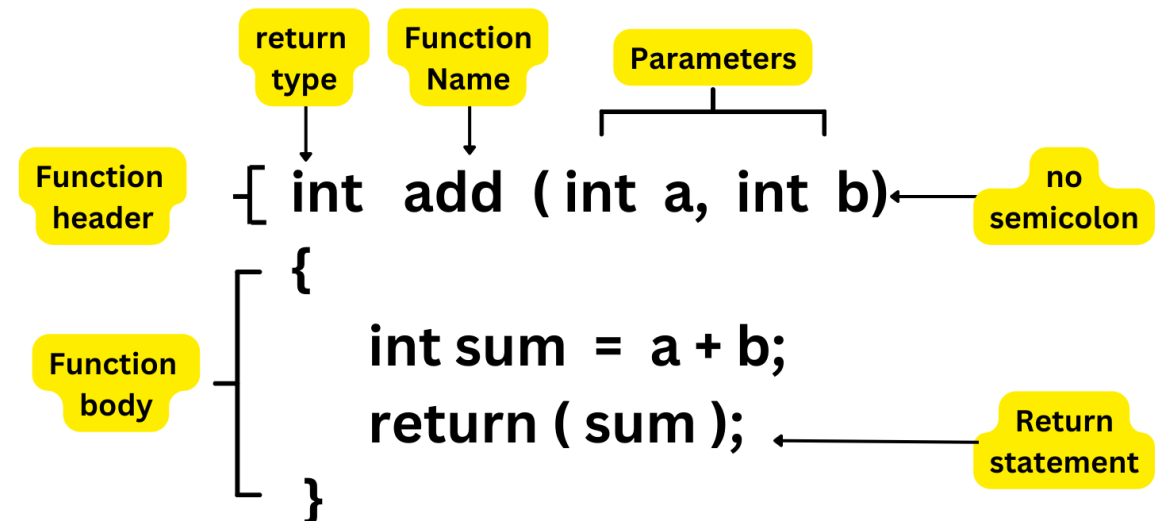 return
type
Function
Name
Parameters
Function
header
int add ( int a, int b)
no
semicolon
{
Function
body
int sum = a + b;
return ( sum );
Return
statement
}